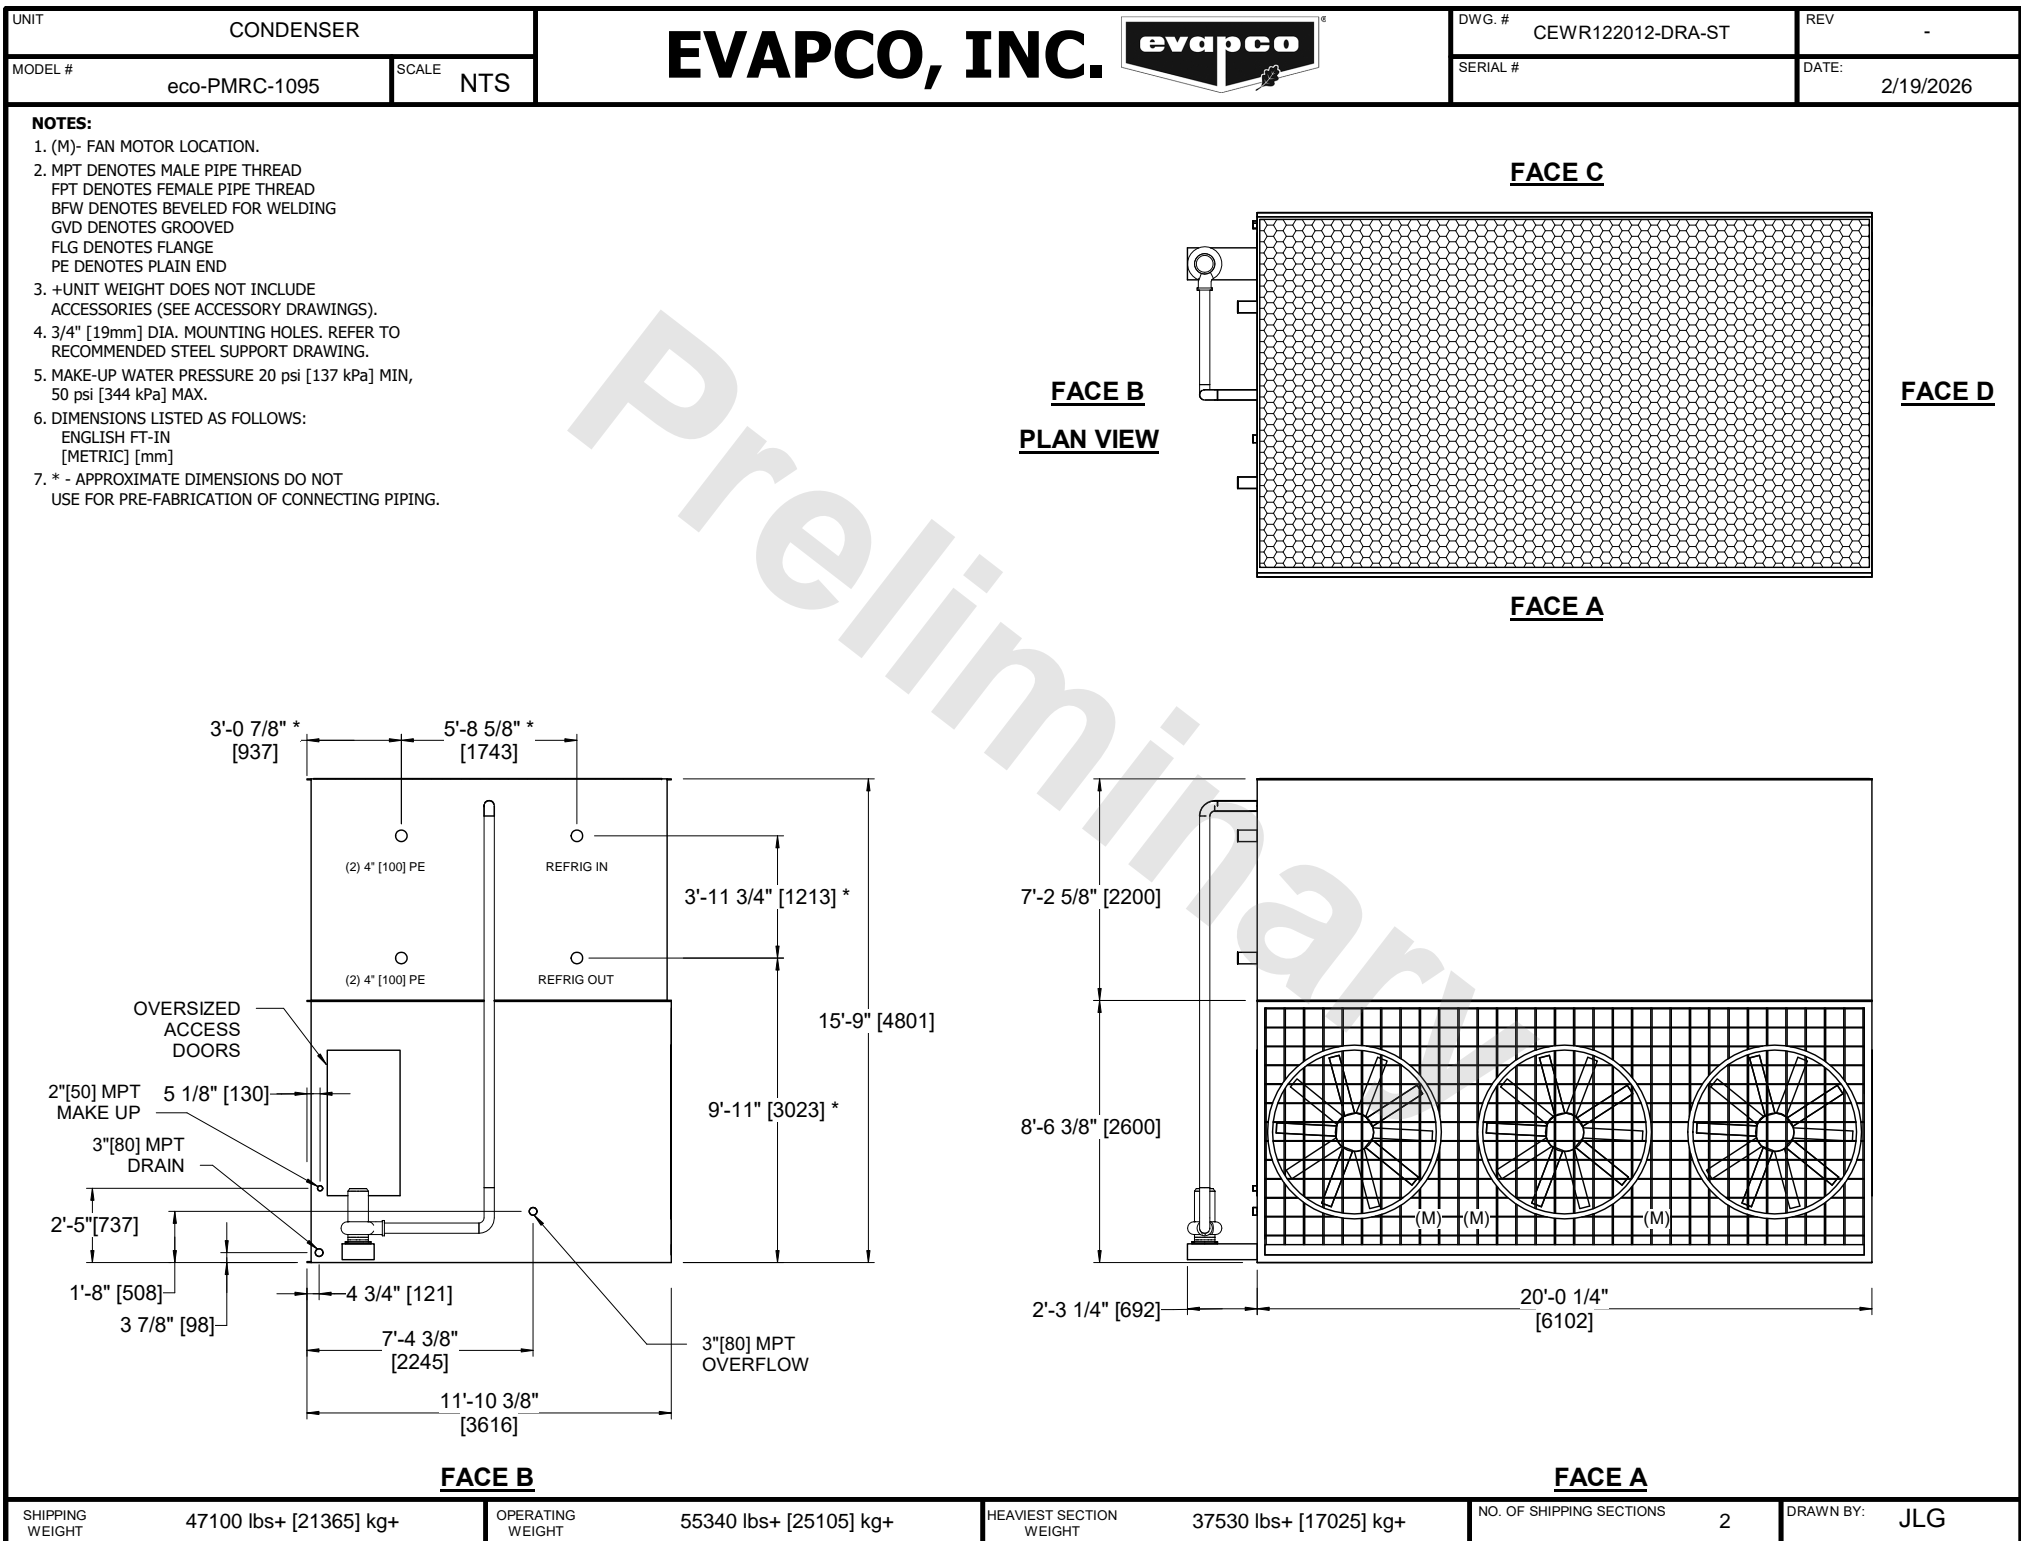 UNIT
CONDENSER
MODEL #
eco-PMRC-1095
SCALE
NTS
EVAPCO, INC.
evapco
®
DWG. #
CEWR122012-DRA-ST
REV
-
SERIAL #
DATE:
2/19/2026
NOTES:
1. (M)- FAN MOTOR LOCATION.
2. MPT DENOTES MALE PIPE THREAD
FPT DENOTES FEMALE PIPE THREAD
BFW DENOTES BEVELED FOR WELDING
GVD DENOTES GROOVED
FLG DENOTES FLANGE
PE DENOTES PLAIN END
3. +UNIT WEIGHT DOES NOT INCLUDE
ACCESSORIES (SEE ACCESSORY DRAWINGS).
4. 3/4" [19mm] DIA. MOUNTING HOLES. REFER TO
RECOMMENDED STEEL SUPPORT DRAWING.
5. MAKE-UP WATER PRESSURE 20 psi [137 kPa] MIN,
50 psi [344 kPa] MAX.
6. DIMENSIONS LISTED AS FOLLOWS:
ENGLISH FT-IN
[METRIC] [mm]
7. * - APPROXIMATE DIMENSIONS DO NOT
USE FOR PRE-FABRICATION OF CONNECTING PIPING.
Preliminary
FACE C
FACE B
PLAN VIEW
FACE D
FACE A
3'-0 7/8" *
[937]
5'-8 5/8" *
[1743]
(2) 4" [100] PE
REFRIG IN
3'-11 3/4" [1213] *
(2) 4" [100] PE
REFRIG OUT
OVERSIZED
ACCESS
DOORS
15'-9" [4801]
2"[50] MPT
MAKE UP
5 1/8" [130]
9'-11" [3023] *
3"[80] MPT
DRAIN
2'-5"[737]
1'-8" [508]
4 3/4" [121]
3 7/8" [98]
7'-4 3/8"
[2245]
3"[80] MPT
OVERFLOW
11'-10 3/8"
[3616]
FACE B
7'-2 5/8" [2200]
8'-6 3/8" [2600]
(M)
(M)
(M)
2'-3 1/4" [692]
20'-0 1/4"
[6102]
FACE A
SHIPPING
WEIGHT
47100 lbs+ [21365] kg+
OPERATING
WEIGHT
55340 lbs+ [25105] kg+
HEAVIEST SECTION
WEIGHT
37530 lbs+ [17025] kg+
NO. OF SHIPPING SECTIONS
2
DRAWN BY:
JLG